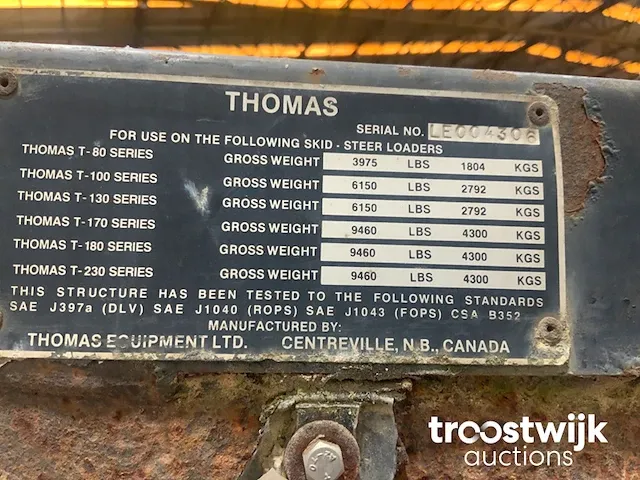 THOMAS
SERIAL NO. LE004306
FOR USE ON THE FOLLOWING SKID - STEER LOADERS
THOMAS T-80 SERIES GROSS WEIGHT 3975 LBS 1804 KGS
THOMAS T-100 SERIES GROSS WEIGHT 6150 LBS 2792 KGS
THOMAS T-130 SERIES GROSS WEIGHT 6150 LBS 2792 KGS
THOMAS T-170 SERIES GROSS WEIGHT 9460 LBS 4300 KGS
THOMAS T-180 SERIES GROSS WEIGHT 9460 LBS 4300 KGS
THOMAS T-230 SERIES GROSS WEIGHT 9460 LBS 4300 KGS
THIS STRUCTURE HAS BEEN TESTED TO THE FOLLOWING STANDARDS
SAE J397a (DLV) SAE J1040 (ROPS) SAE J1043 (FOPS) CSA B352
MANUFACTURED BY:
THOMAS EQUIPMENT LTD. CENTREVILLE, N.B., CANADA
troostwijk
auctions